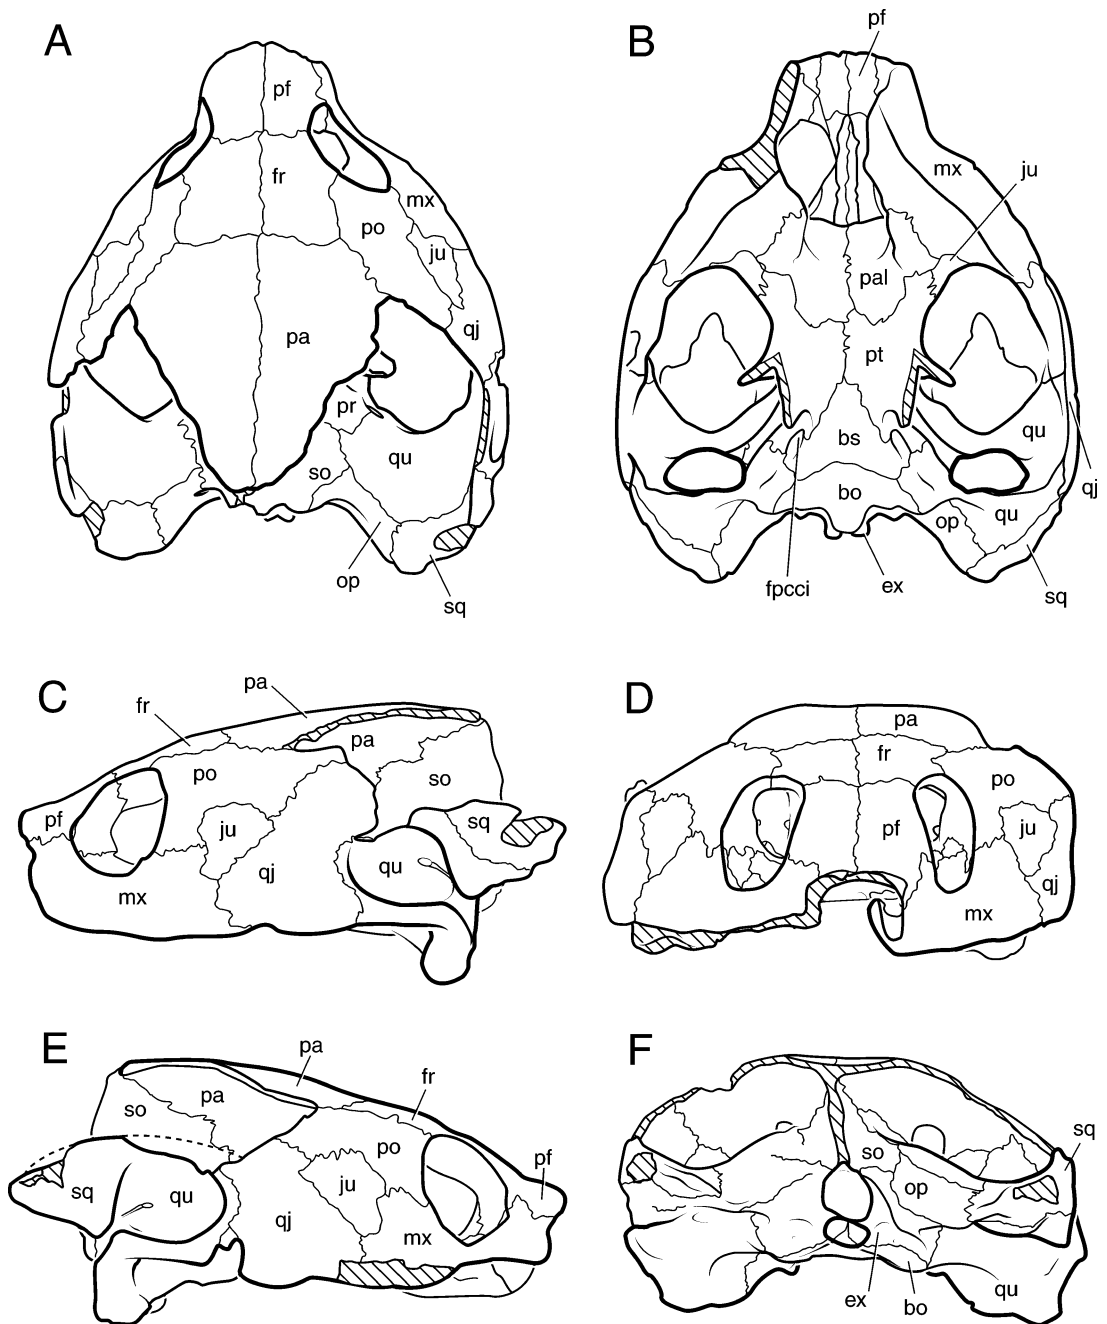 A
pf
fr
mx
po
ju
qj
pa
pr
qu
so
op
sq
B
pf
mx
ju
pal
pt
qu
bs
qj
bo
qu
op
fpcci
ex
sq
C
pa
fr
pa
po
so
pf
ju
sq
qj
qu
mx
D
pa
fr
po
pf
ju
qj
mx
E
pa
fr
pa
so
po
pf
ju
sq
qu
qj
mx
F
sq
so
op
qu
ex
bo